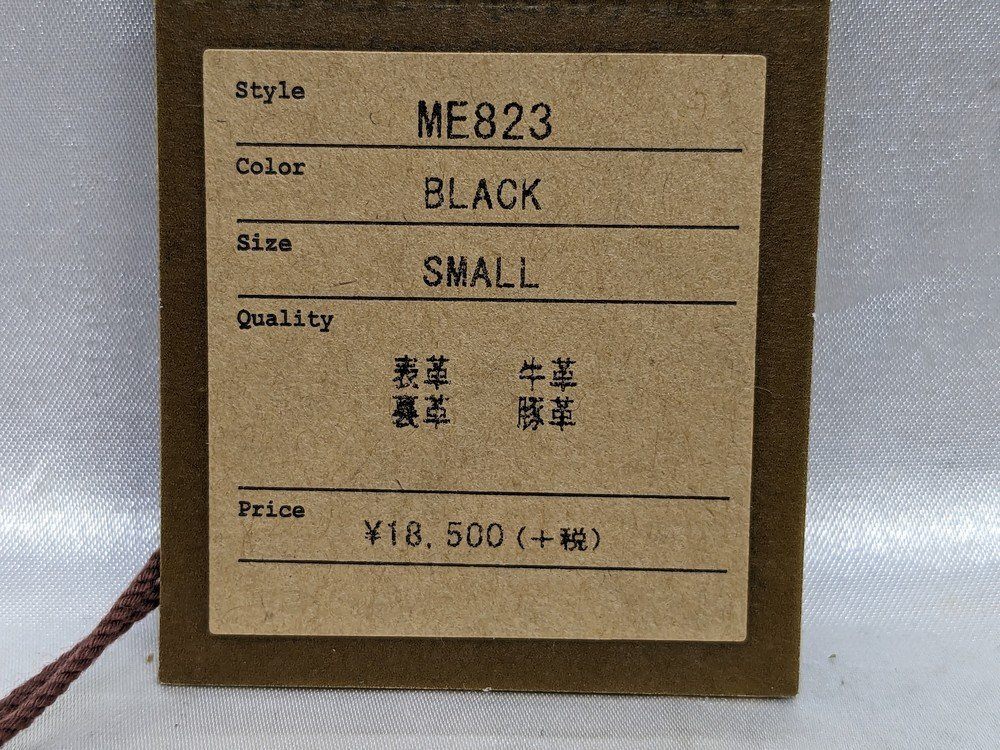 Style
ME823
Color
BLACK
Size
SMALL
Quality
表革 牛革
裏革 豚革
Price
¥18,500(+税)